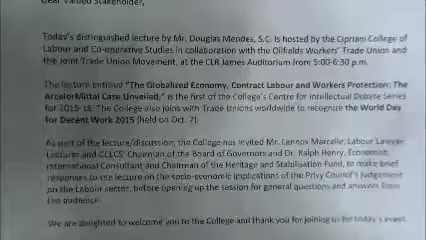 Dear Valued Stakeholder,
Today's distinguished lecture by Mr. Douglas Mendes, S.C. is hosted by the Cipriani College of
Labour and Co-operative Studies in collaboration with the Oilfields Workers' Trade Union and
the Joint Trade Union Movement, at the CLR James Auditorium from 5:00-6:30 p.m.
The lecture entitled "The Globalized Economy, Contract Labour and Workers Protection: The
ArcelorMittal Case Unveiled," is the first of the College's Centre for Intellectual Debate Series
for 2015-16. The College also joins with Trade Unions worldwide to recognize the World Day
for Decent Work 2015 (held on Oct. 7).
As part of the lecture/discussion, the College has invited Mr. Lennox Marcelle, Labour Lawyer,
Lecturer and CCLCS' Chairman of the Board of Governors and Dr. Ralph Henry, Economist,
International Consultant and Chairman of the Heritage and Stabilisation Fund, to make brief
responses to the lecture on the socio-economic implications of the Privy Council's judgement
on the Labour sector, before opening up the session for general questions and answers from
the audience.
We are delighted to welcome you to the College and thank you for joining us for today's event.